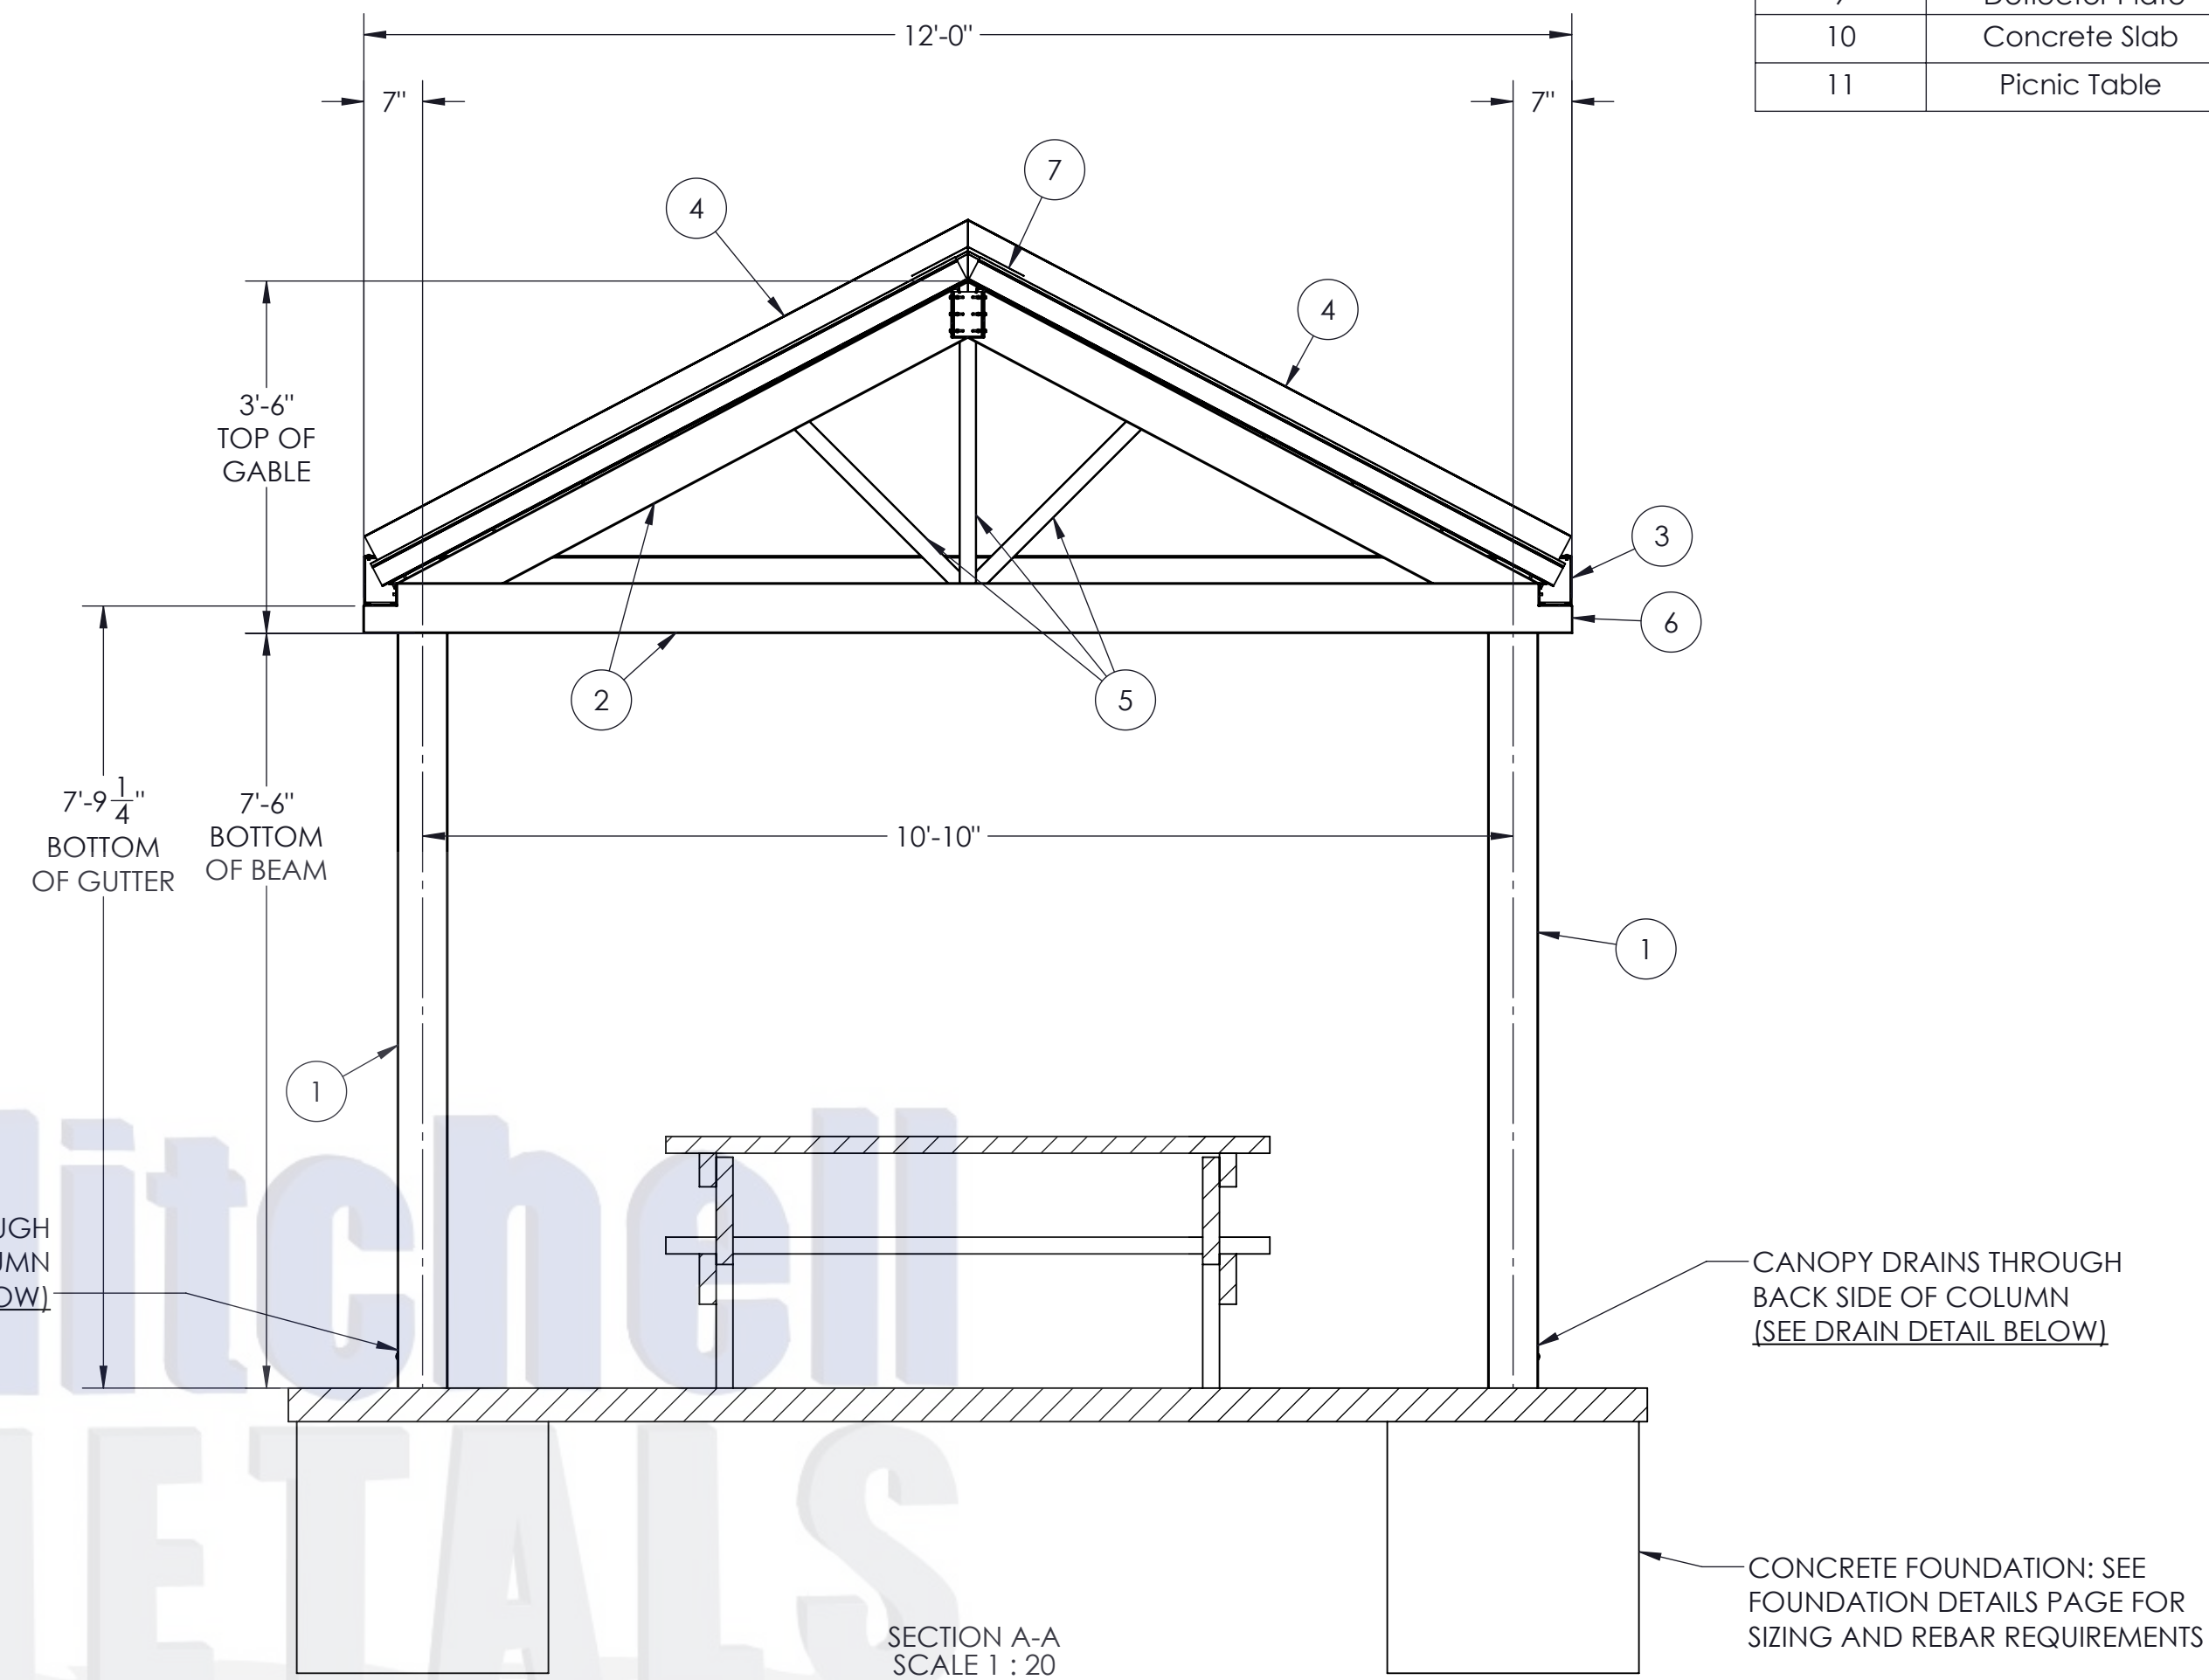 10 Concrete Slab
11 Picnic Table
12'-0"
7" 7"
7
4
4
3'-6"
TOP OF
GABLE
3
6
2
5
7'-9 1/4"
BOTTOM
OF GUTTER
7'-6"
BOTTOM
OF BEAM
10'-10"
1
1
CANOPY DRAINS THROUGH
BACK SIDE OF COLUMN
(SEE DRAIN DETAIL BELOW)
CONCRETE FOUNDATION: SEE
FOUNDATION DETAILS PAGE FOR
SIZING AND REBAR REQUIREMENTS
SECTION A-A
SCALE 1 : 20